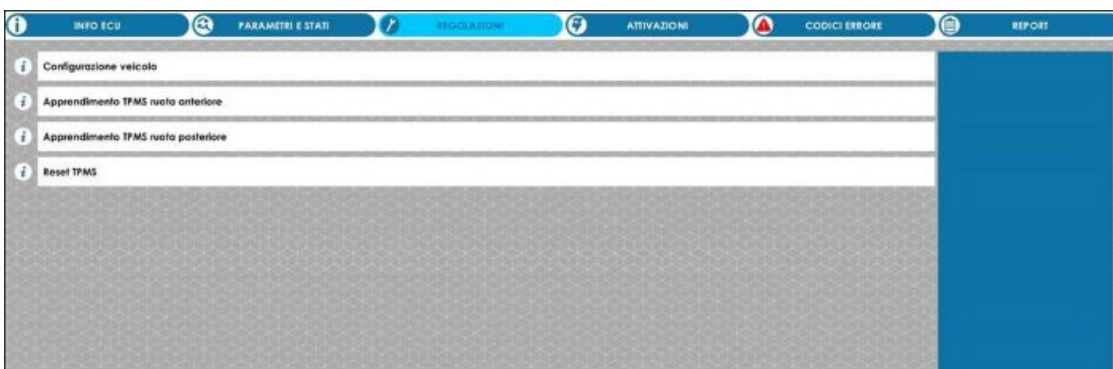 INFO ECU
PARAMETRI E STATI
REGOLAZIONI
ATTIVAZIONI
CODICI ERRORE
REPORT
Configurazione veicolo
Apprendimento TPMS ruota anteriore
Apprendimento TPMS ruota posteriore
Reset TPMS